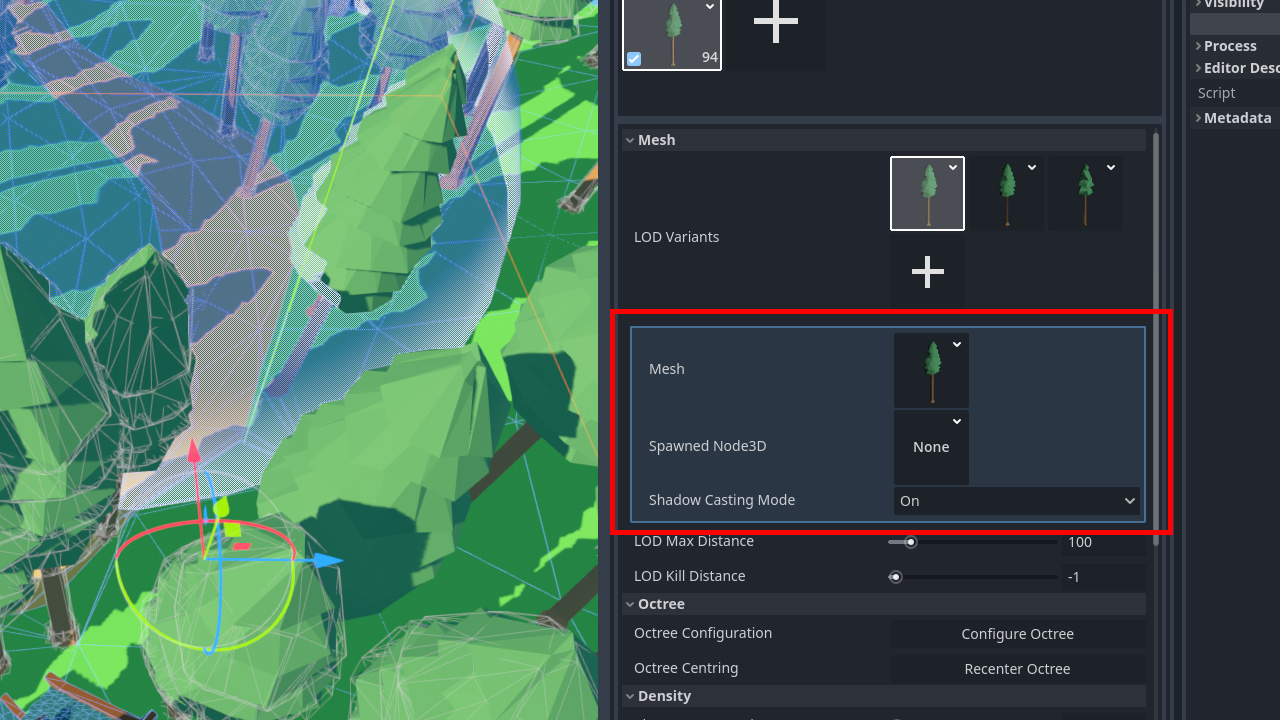 Visibility
94
Process
Editor Desc
Script
Metadata
Mesh
LOD Variants
Mesh
Spawned Node3D
None
Shadow Casting Mode
On
LOD Max Distance
100
LOD Kill Distance
-1
Octree
Octree Configuration
Configure Octree
Octree Centring
Recenter Octree
Density